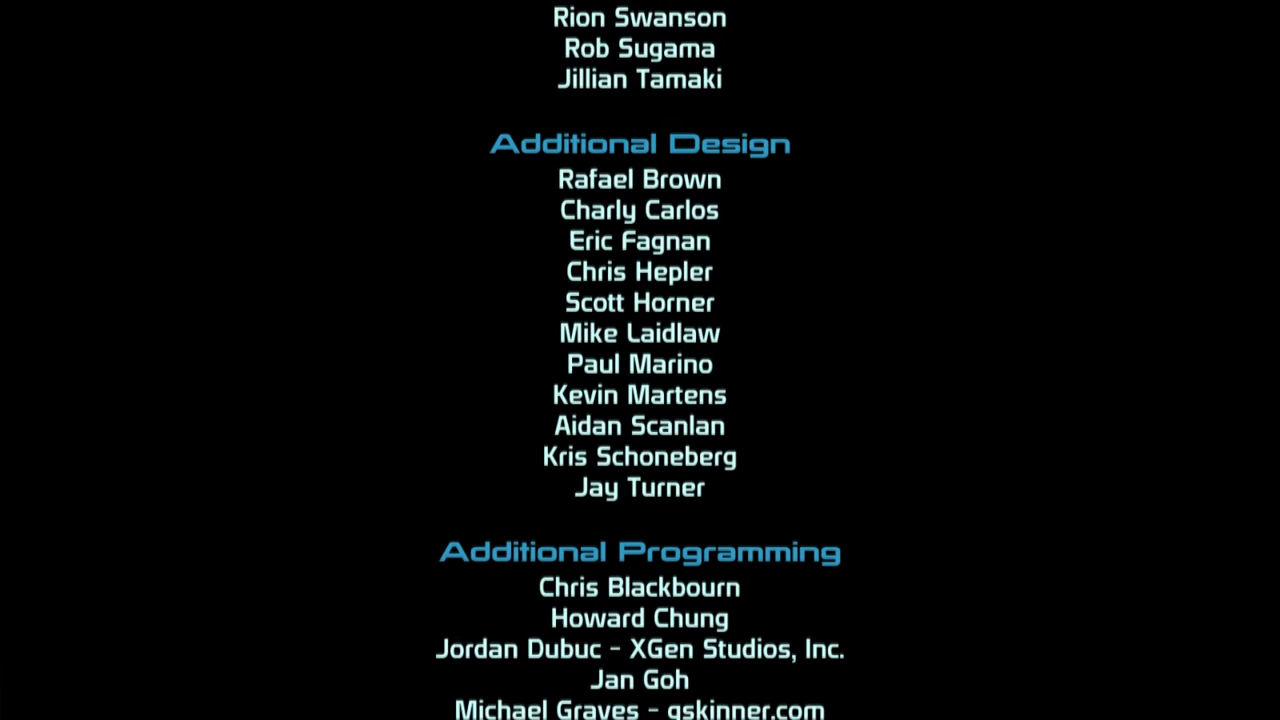 Rion Swanson
Rob Sugama
Jillian Tamaki
Additional Design
Rafael Brown
Charly Carlos
Eric Fagnan
Chris Hepler
Scott Horner
Mike Laidlaw
Paul Marino
Kevin Martens
Aidan Scanlan
Kris Schoneberg
Jay Turner
Additional Programming
Chris Blackbourn
Howard Chung
Jordan Dubuc - XGen Studios, Inc.
Jan Goh
Michael Graves - gskinner.com